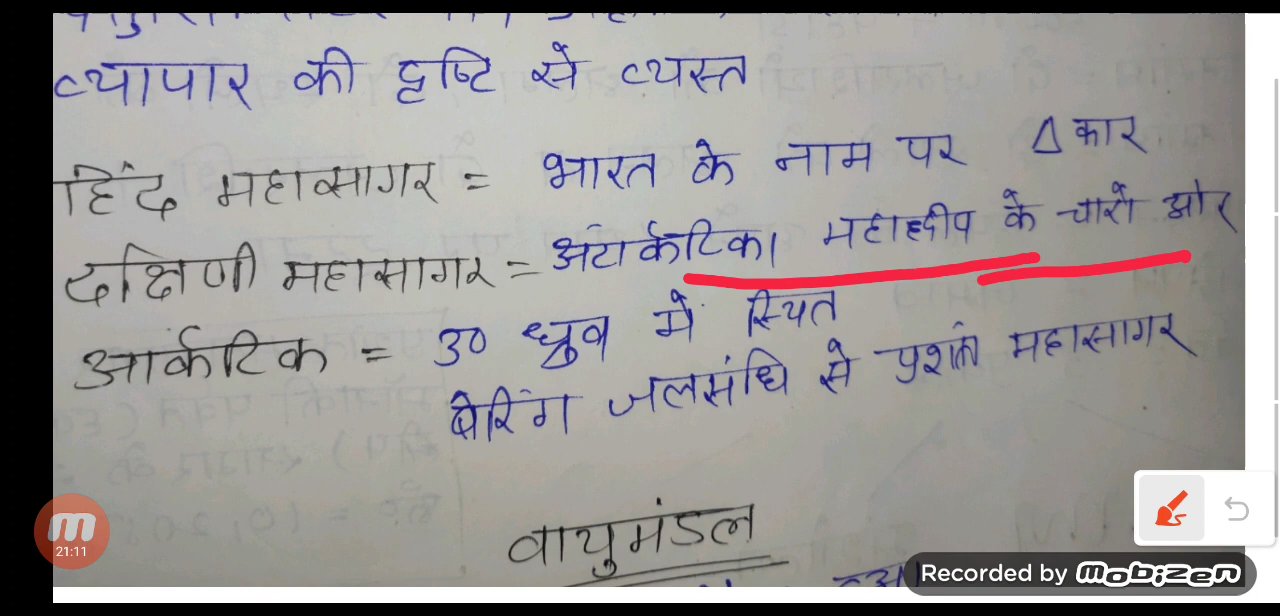 व्यापार की दृष्टि से व्यस्त
हिंद महासागर = भारत के नाम पर Δकार
दक्षिणी महासागर = अंटार्कटिका महाद्वीप के चारो ओर
आर्कटिक = उ० ध्रुव में स्थित
बेरिंग जलसंधि से प्रशांत महासागर
वायुमंडल
21:11
Recorded by mobizen